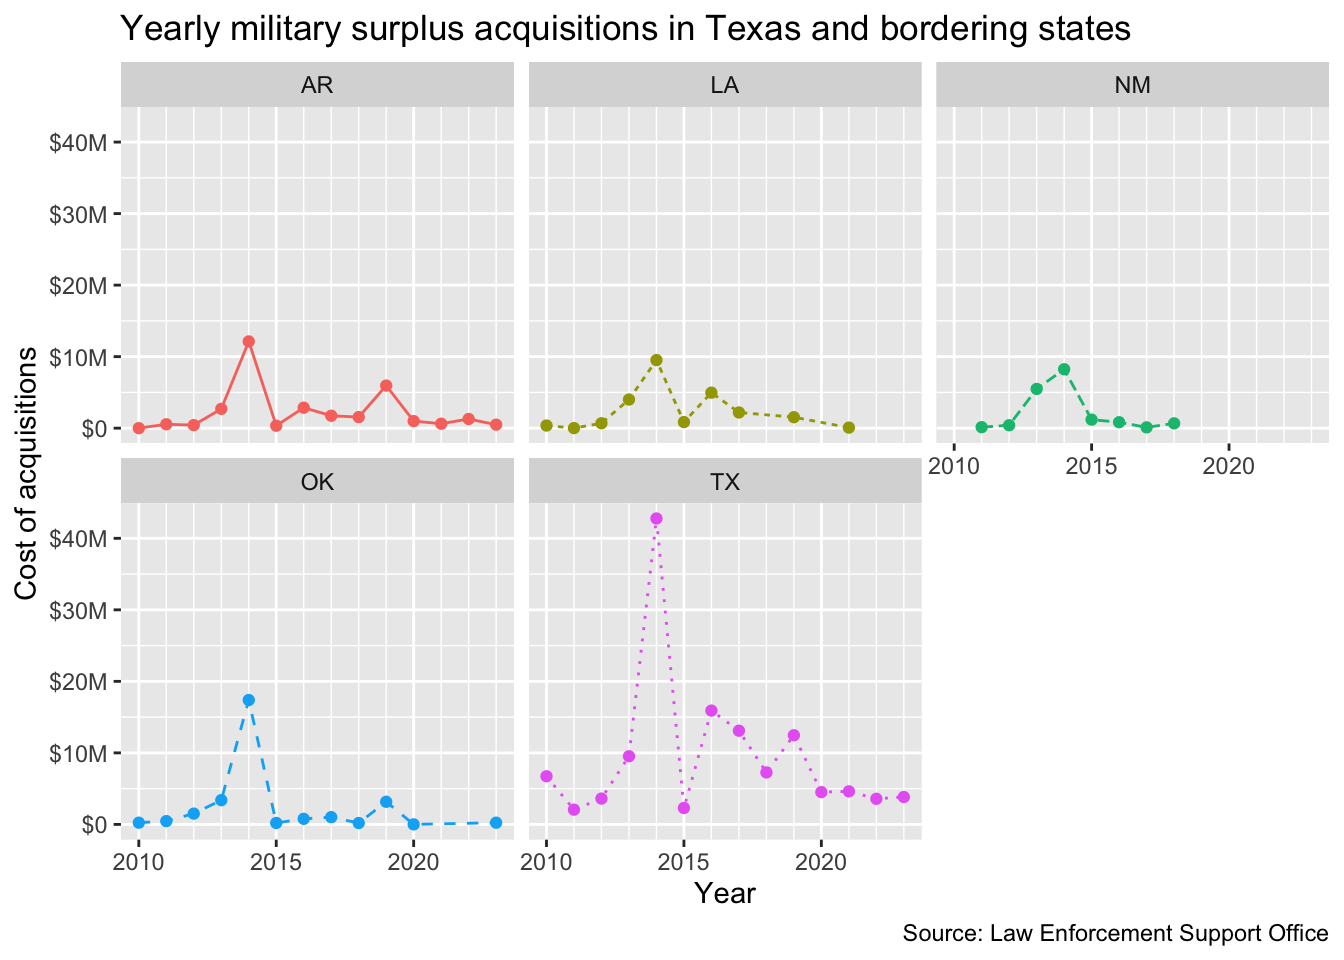 Yearly military surplus acquisitions in Texas and bordering states
AR
LA
NM
$40M
$30M
$20M
$10M
$0
2010 2015 2020
OK
TX
$40M
$30M
$20M
$10M
$0
2010 2015 2020
2010 2015 2020
Cost of acquisitions
Year
Source: Law Enforcement Support Office